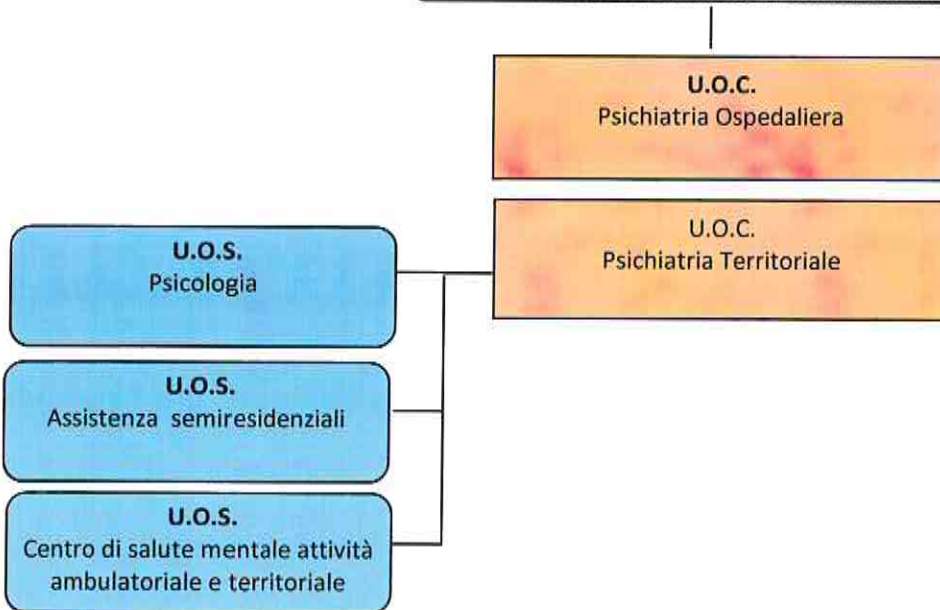 U.O.C.
Psichiatria Ospedaliera
U.O.C.
Psichiatria Territoriale
U.O.S.
Psicologia
U.O.S.
Assistenza semiresidenziali
U.O.S.
Centro di salute mentale attività
ambulatoriale e territoriale